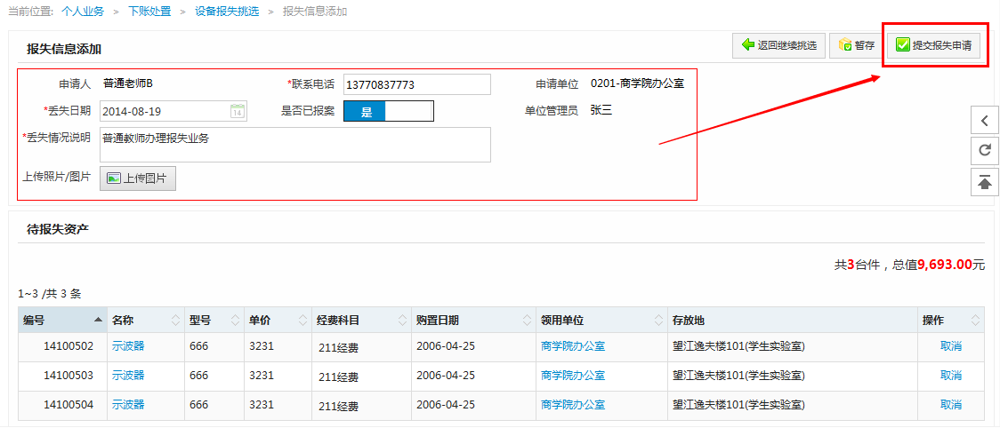 当前位置: 个人业务 > 下账处置 > 设备报失挑选 > 报失信息添加
报失信息添加 返回继续挑选 暂存 提交报失申请
申请人 普通老师B *联系电话 13770837773 申请单位 0201-商学院办公室
*丢失日期 2014-08-19 14 是否已报案 是 单位管理员 张三
*丢失情况说明 普通教师办理报失业务
上传照片/图片 上传图片
待报失资产
共3台件，总值9,693.00元
1~3 /共 3 条
编号 名称 型号 单价 经费科目 购置日期 领用单位 存放地 操作
14100502 示波器 666 3231 211经费 2006-04-25 商学院办公室 望江逸夫楼101(学生实验室) 取消
14100503 示波器 666 3231 211经费 2006-04-25 商学院办公室 望江逸夫楼101(学生实验室) 取消
14100504 示波器 666 3231 211经费 2006-04-25 商学院办公室 望江逸夫楼101(学生实验室) 取消